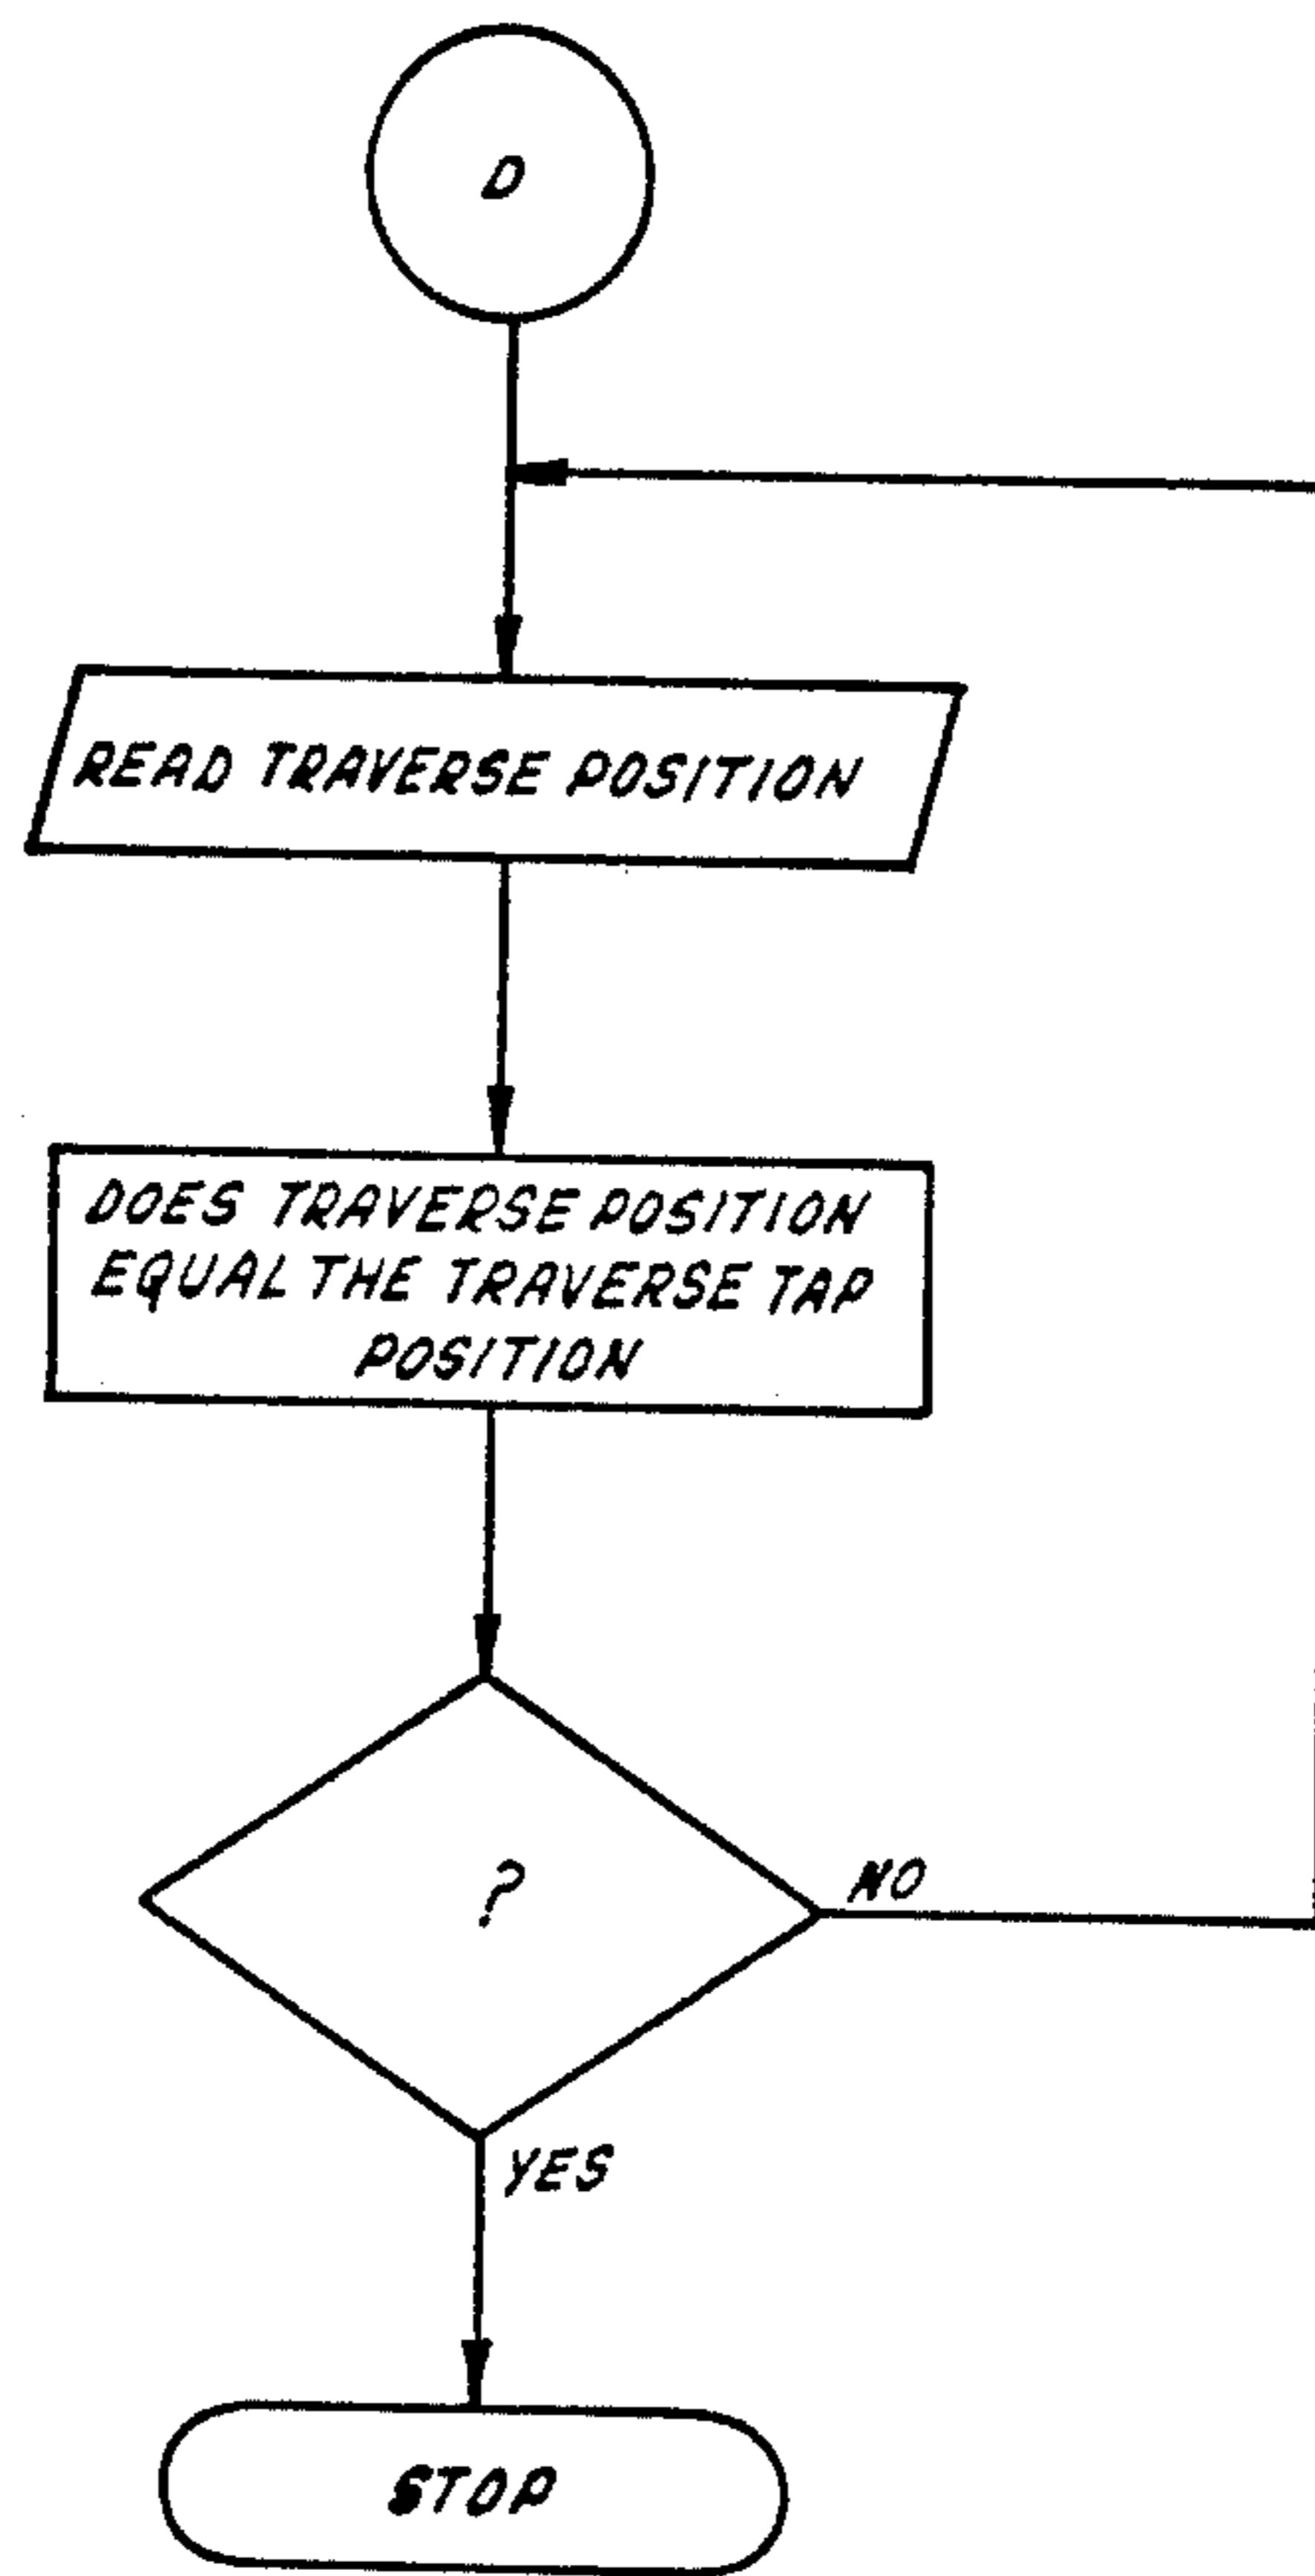 D
READ TRAVERSE POSITION
DOES TRAVERSE POSITION
EQUAL THE TRAVERSE TAP
POSITION
?
NO
YES
STOP